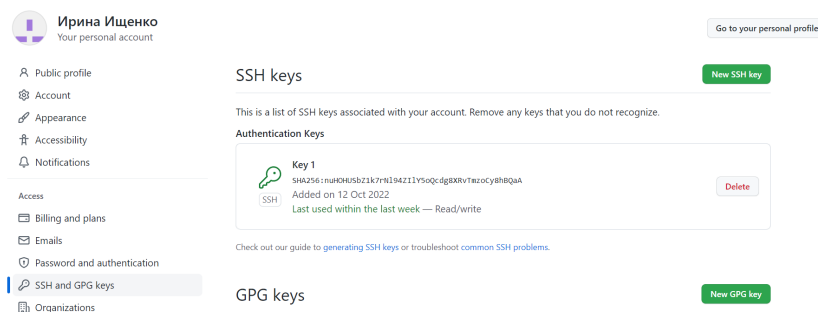 Ирина Ищенко
Your personal account
Go to your personal profile
Public profile
Account
Appearance
Accessibility
Notifications
Access
Billing and plans
Emails
Password and authentication
SSH and GPG keys
Organizations
SSH keys
New SSH key
This is a list of SSH keys associated with your account. Remove any keys that you do not recognize.
Authentication Keys
Key 1
SHA256:nuHOHUSbZ1k7rNl94ZIlY5oQcdg8XRvTmzoCy8hBQaA
Added on 12 Oct 2022
Last used within the last week — Read/write
SSH
Delete
Check out our guide to generating SSH keys or troubleshoot common SSH problems.
GPG keys
New GPG key